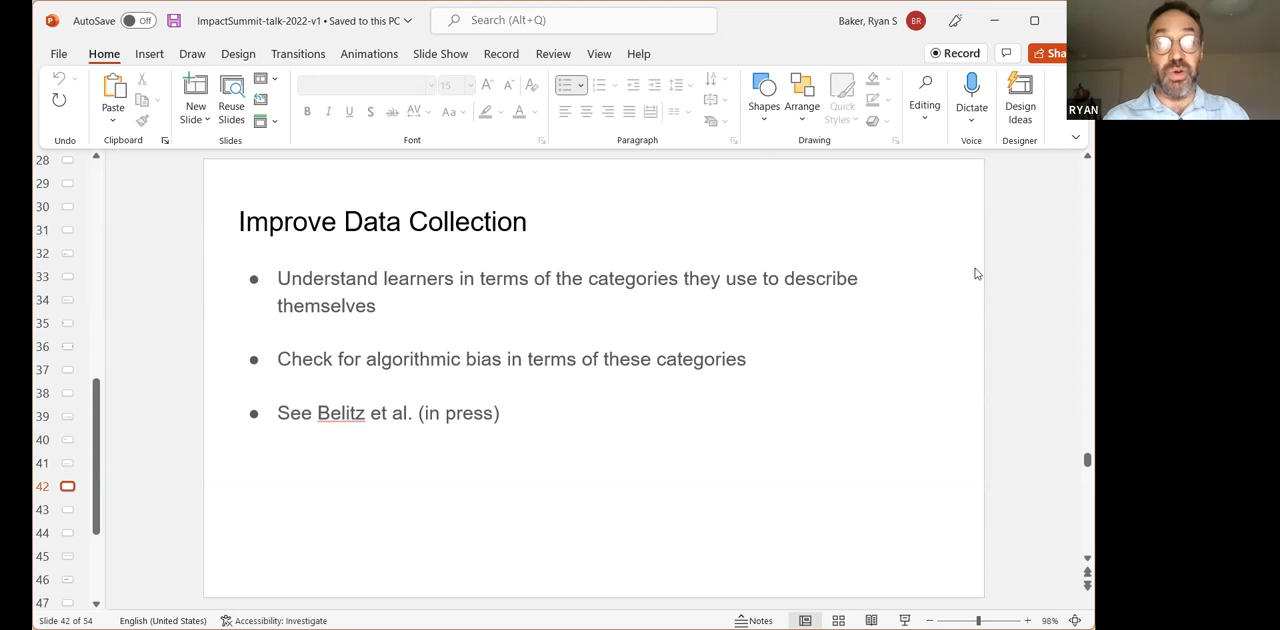 AutoSave Off ImpactSummit-talk-2022-v1 • Saved to this PC Search (Alt+Q) Baker, Ryan S BR
File Home Insert Draw Design Transitions Animations Slide Show Record Review View Help Record Sha
Paste New Slide Reuse Slides 15 Shapes Arrange Quick Styles Editing Dictate Design Ideas
Undo Clipboard Slides Font Paragraph Drawing Voice Designer
RYAN
28
29
30
31
32
33
34
35
36
37
38
39
40
41
42
43
44
45
46
47
Improve Data Collection
● Understand learners in terms of the categories they use to describe
themselves
● Check for algorithmic bias in terms of these categories
● See Belitz et al. (in press)
Slide 42 of 54 English (United States) Accessibility: Investigate Notes 98%